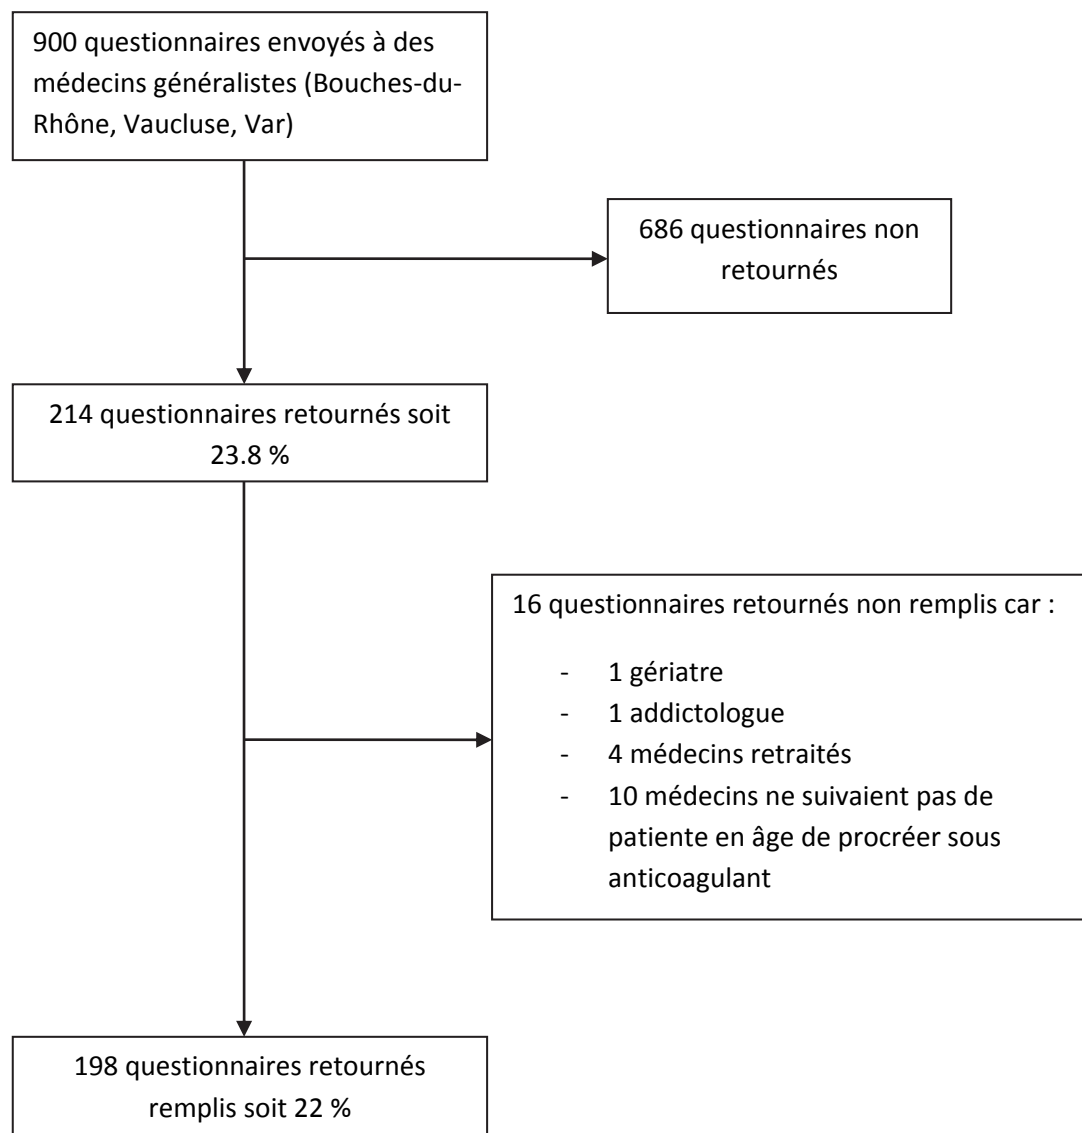 900 questionnaires envoyés à des
médecins généralistes (Bouches-du-
Rhône, Vaucluse, Var)
686 questionnaires non
retournés
214 questionnaires retournés soit
23.8 %
16 questionnaires retournés non remplis car :
- 1 gériatre
- 1 addictologue
- 4 médecins retraités
- 10 médecins ne suivaient pas de
patiente en âge de procréer sous
anticoagulant
198 questionnaires retournés
remplis soit 22 %